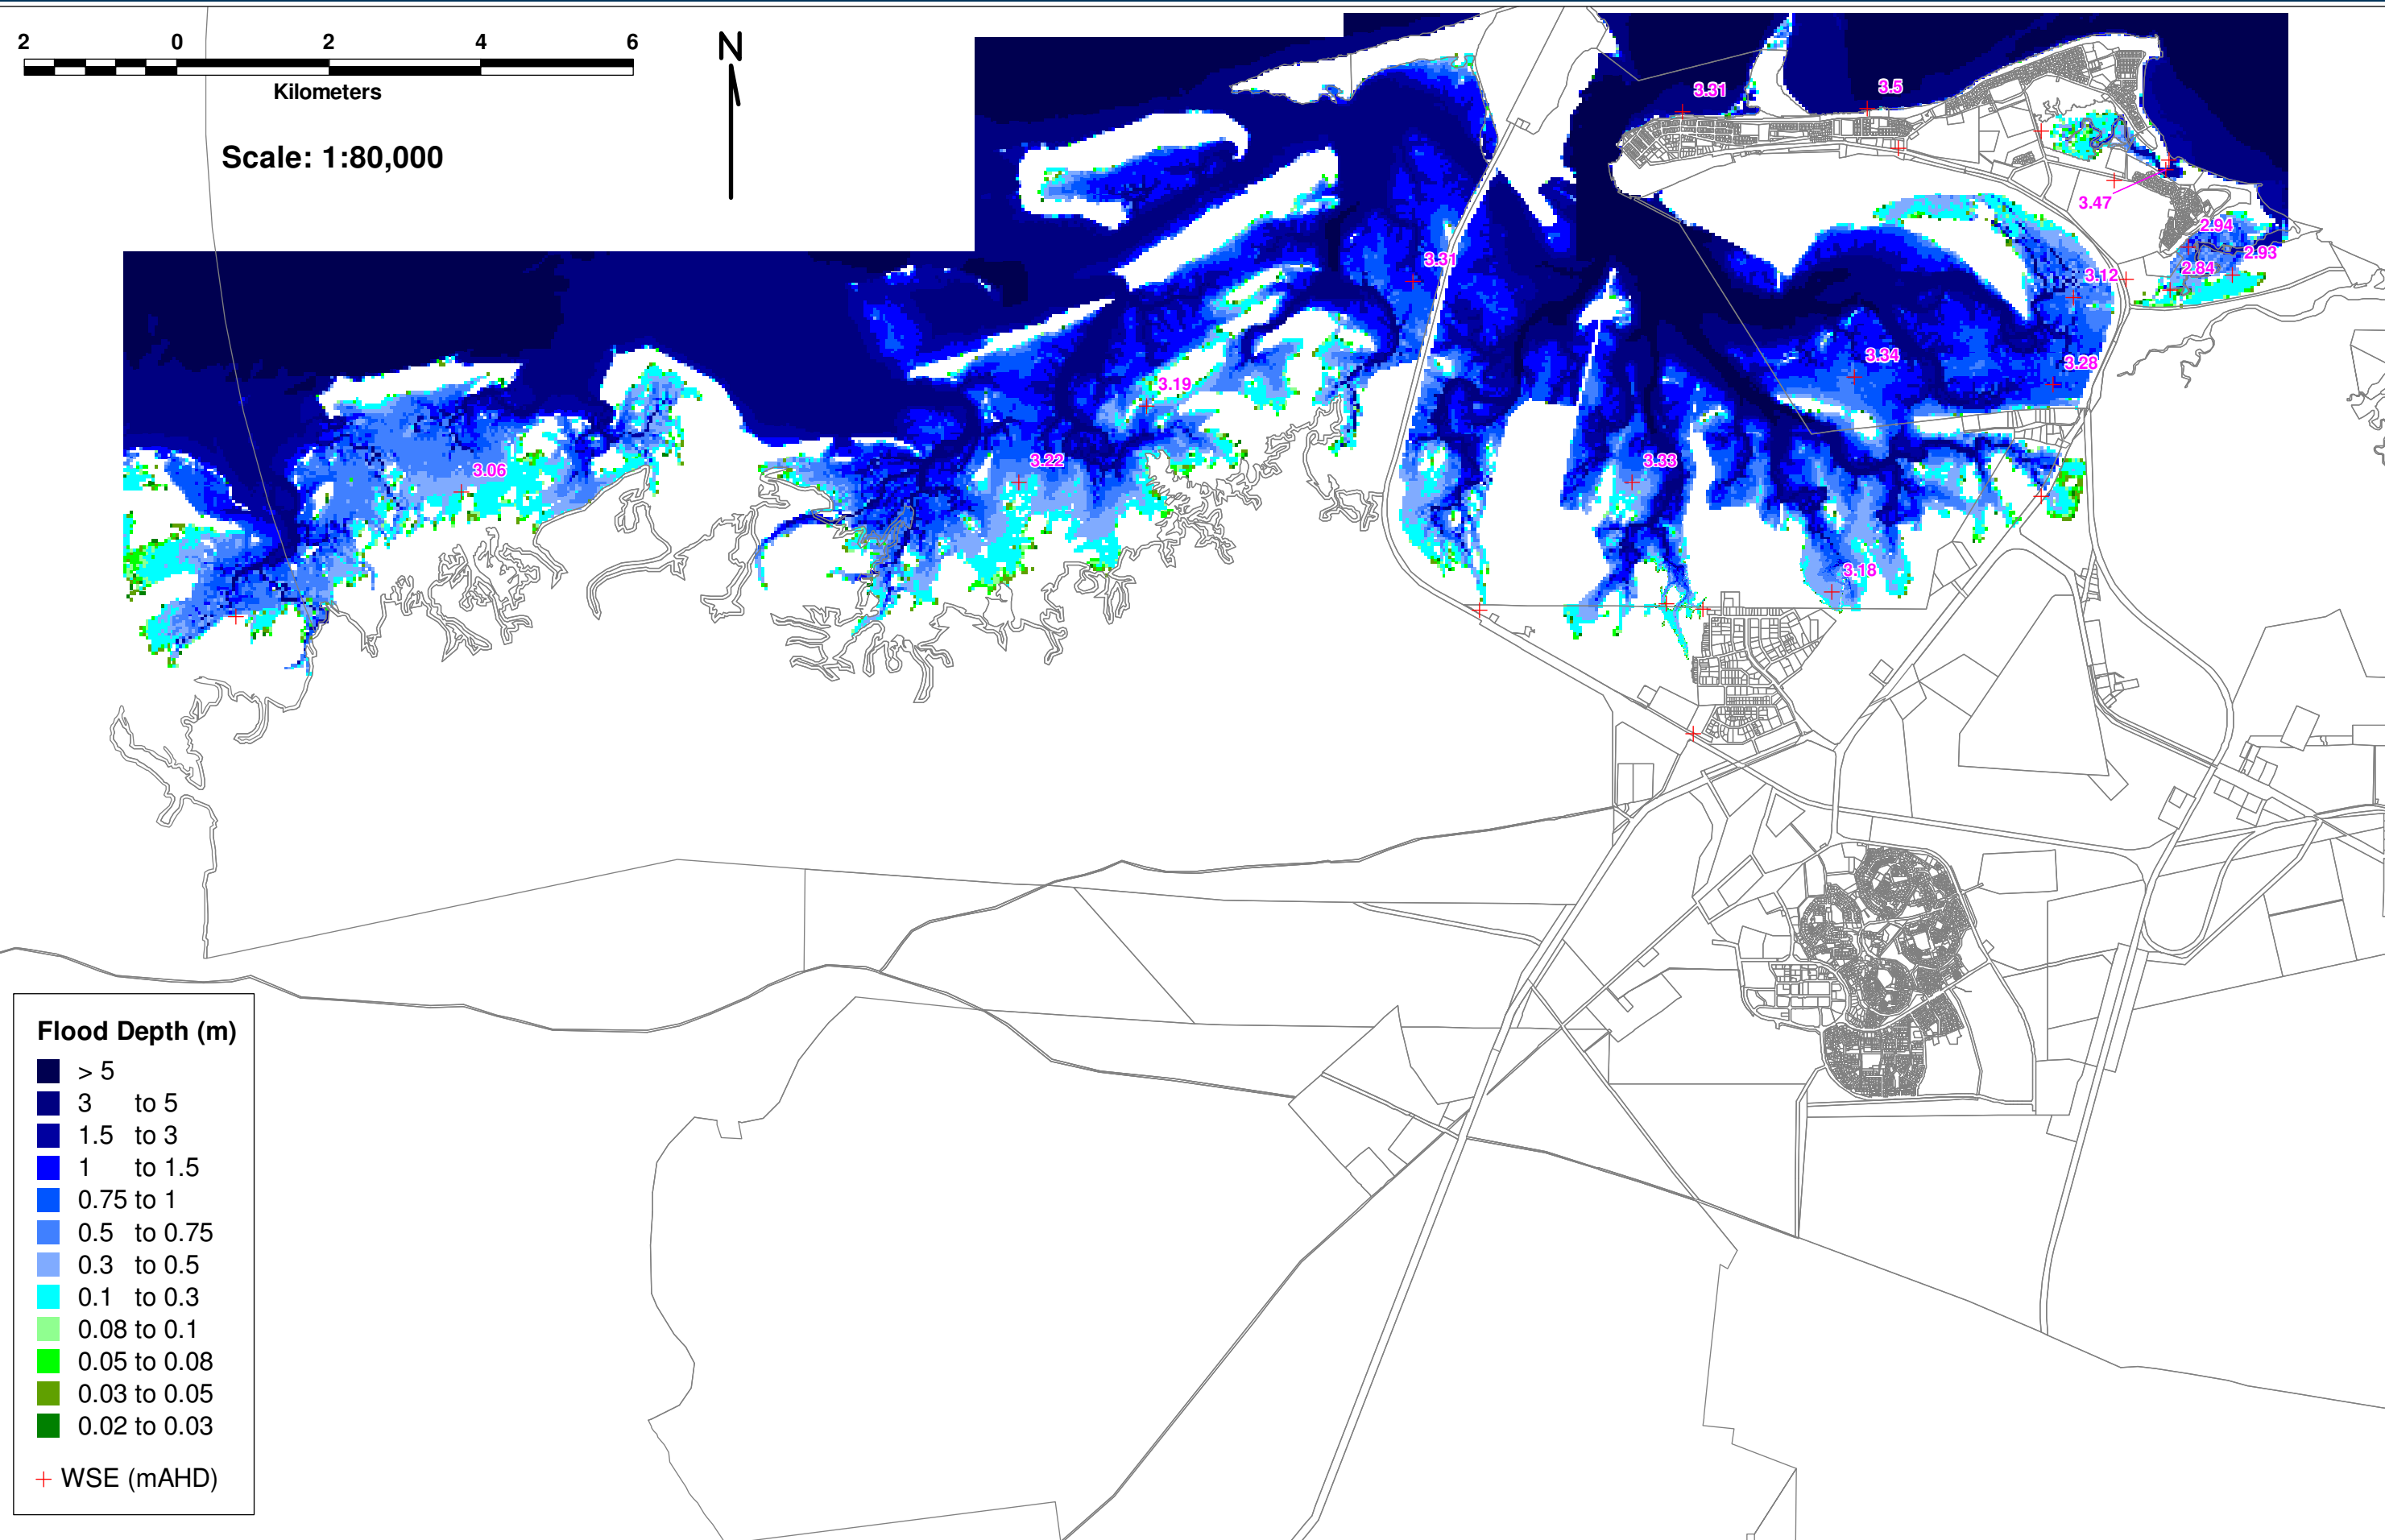 2 0 2 4 6
Kilometers
Scale: 1:80,000
N
3.31
3.5
3.47
2.94
2.93
2.84
3.12
3.31
3.34
3.28
3.19
3.22
3.33
3.06
3.18
Flood Depth (m)
> 5
3 to 5
1.5 to 3
1 to 1.5
0.75 to 1
0.5 to 0.75
0.3 to 0.5
0.1 to 0.3
0.08 to 0.1
0.05 to 0.08
0.03 to 0.05
0.02 to 0.03
+ WSE (mAHD)